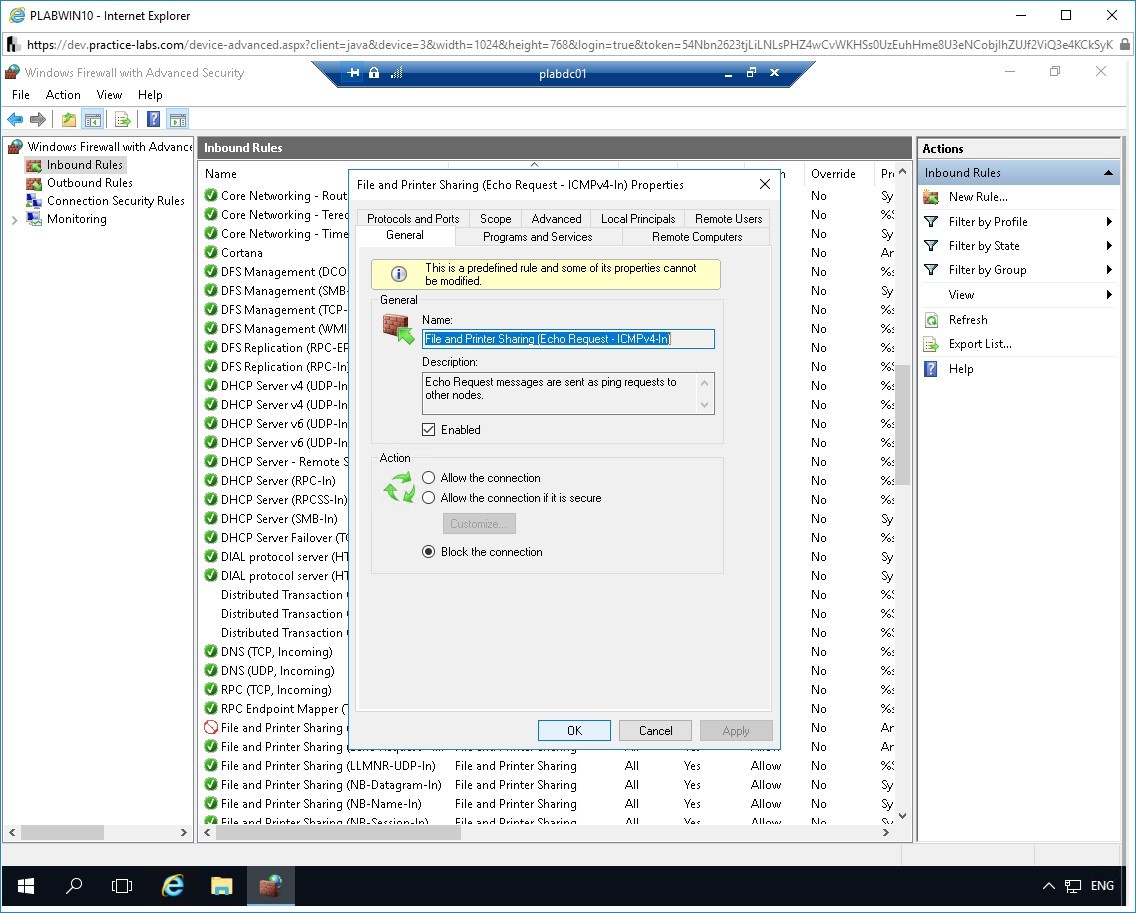 PLABWIN10 - Internet Explorer
https://dev.practice-labs.com/device-advanced.aspx?client=java&device=3&width=1024&height=768&login=true&token=
Windows Firewall with Advanced Security
plabdc01
File Action View Help
Windows Firewall with Advance
Inbound Rules
Outbound Rules
Connection Security Rules
Monitoring
Inbound Rules
Name
Override
Core Networking - Rout No Sy
Core Networking - Tered No %S
Core Networking - Time No Sy
Cortana No Ar
DFS Management (DCO No %s
DFS Management (SMB- No Sy
DFS Management (TCP- No %s
DFS Management (WMI No %s
DFS Replication (RPC-EP No %s
DFS Replication (RPC-In) No %s
DHCP Server v4 (UDP-In No %s
DHCP Server v4 (UDP-In No %s
DHCP Server v6 (UDP-In No %s
DHCP Server v6 (UDP-In No %s
DHCP Server - Remote S No %s
DHCP Server (RPC-In) No %s
DHCP Server (RPCSS-In) No %s
DHCP Server (SMB-In) No Sy
DHCP Server Failover (TC No %s
DIAL protocol server (HT No Sy
DIAL protocol server (HT No Sy
Distributed Transaction No %S
Distributed Transaction No %S
Distributed Transaction No %S
DNS (TCP, Incoming) No %s
DNS (UDP, Incoming) No %s
RPC (TCP, Incoming) No %s
RPC Endpoint Mapper (T No %s
File and Printer Sharing No Ar
File and Printer Sharing File and Printer Sharing All Yes Allow No Ar
File and Printer Sharing (LLMNR-UDP-In) File and Printer Sharing All Yes Allow No %S
File and Printer Sharing (NB-Datagram-In) File and Printer Sharing All Yes Allow No Sy
File and Printer Sharing (NB-Name-In) File and Printer Sharing All Yes Allow No Sy
File and Printer Sharing (NB-Session-In) File and Printer Sharing All Yes Allow No Sy
File and Printer Sharing (Echo Request - ICMPv4-In) Properties
Protocols and Ports Scope Advanced Local Principals Remote Users
General Programs and Services Remote Computers
This is a predefined rule and some of its properties cannot
be modified.
General
Name:
File and Printer Sharing (Echo Request - ICMPv4-In)
Description:
Echo Request messages are sent as ping requests to
other nodes.
Enabled
Action
Allow the connection
Allow the connection if it is secure
Customize...
Block the connection
OK Cancel Apply
Actions
Inbound Rules
New Rule...
Filter by Profile
Filter by State
Filter by Group
View
Refresh
Export List...
Help
ENG